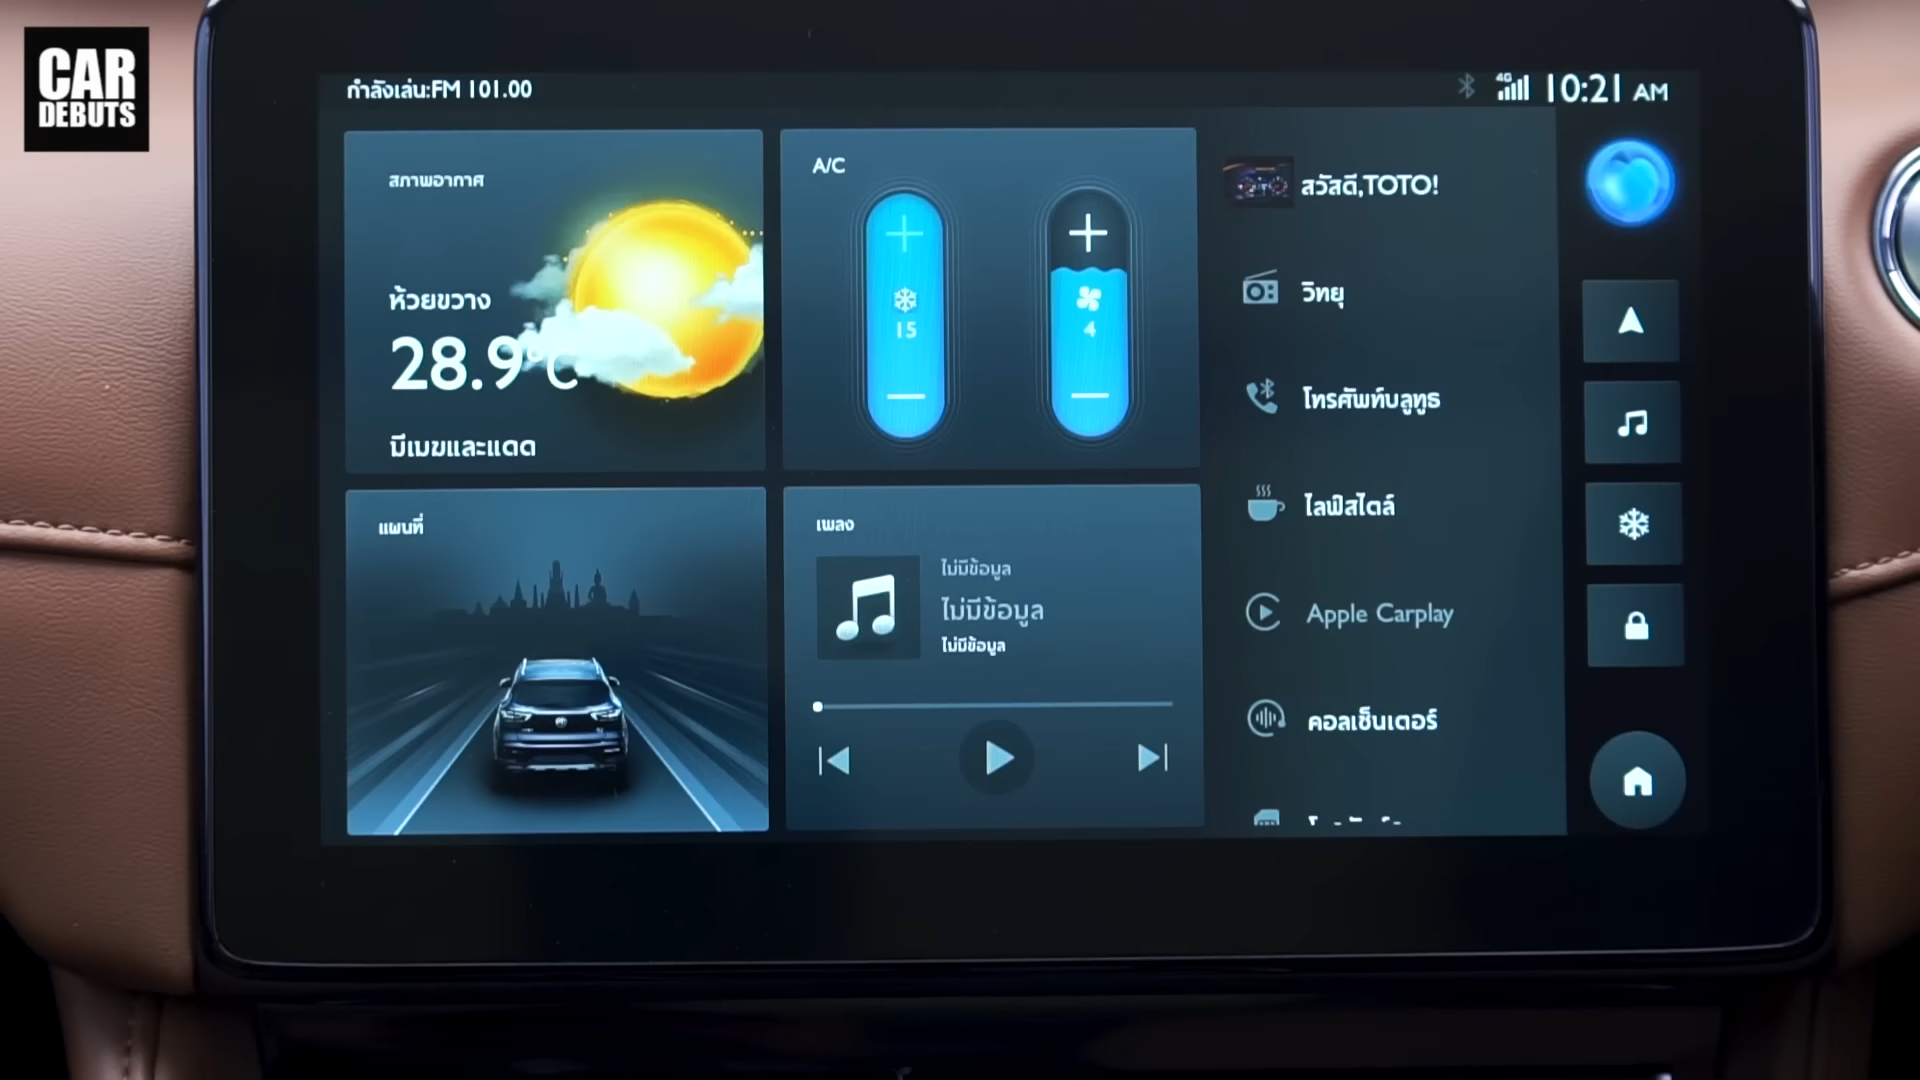 CAR
DEBUTS
กำลังเล่น:FM 101.00
4G
10:21 AM
สภาพอากาศ
ห้วยขวาง
28.9°C
มีเมฆและแดด
A/C
15
4
สวัสดี,TOTO!
วิทยุ
โทรศัพท์บลูทูธ
ไลฟ์สไตล์
Apple Carplay
คอลเซ็นเตอร์
แผนที่
เพลง
ไม่มีข้อมูล
ไม่มีข้อมูล
ไม่มีข้อมูล